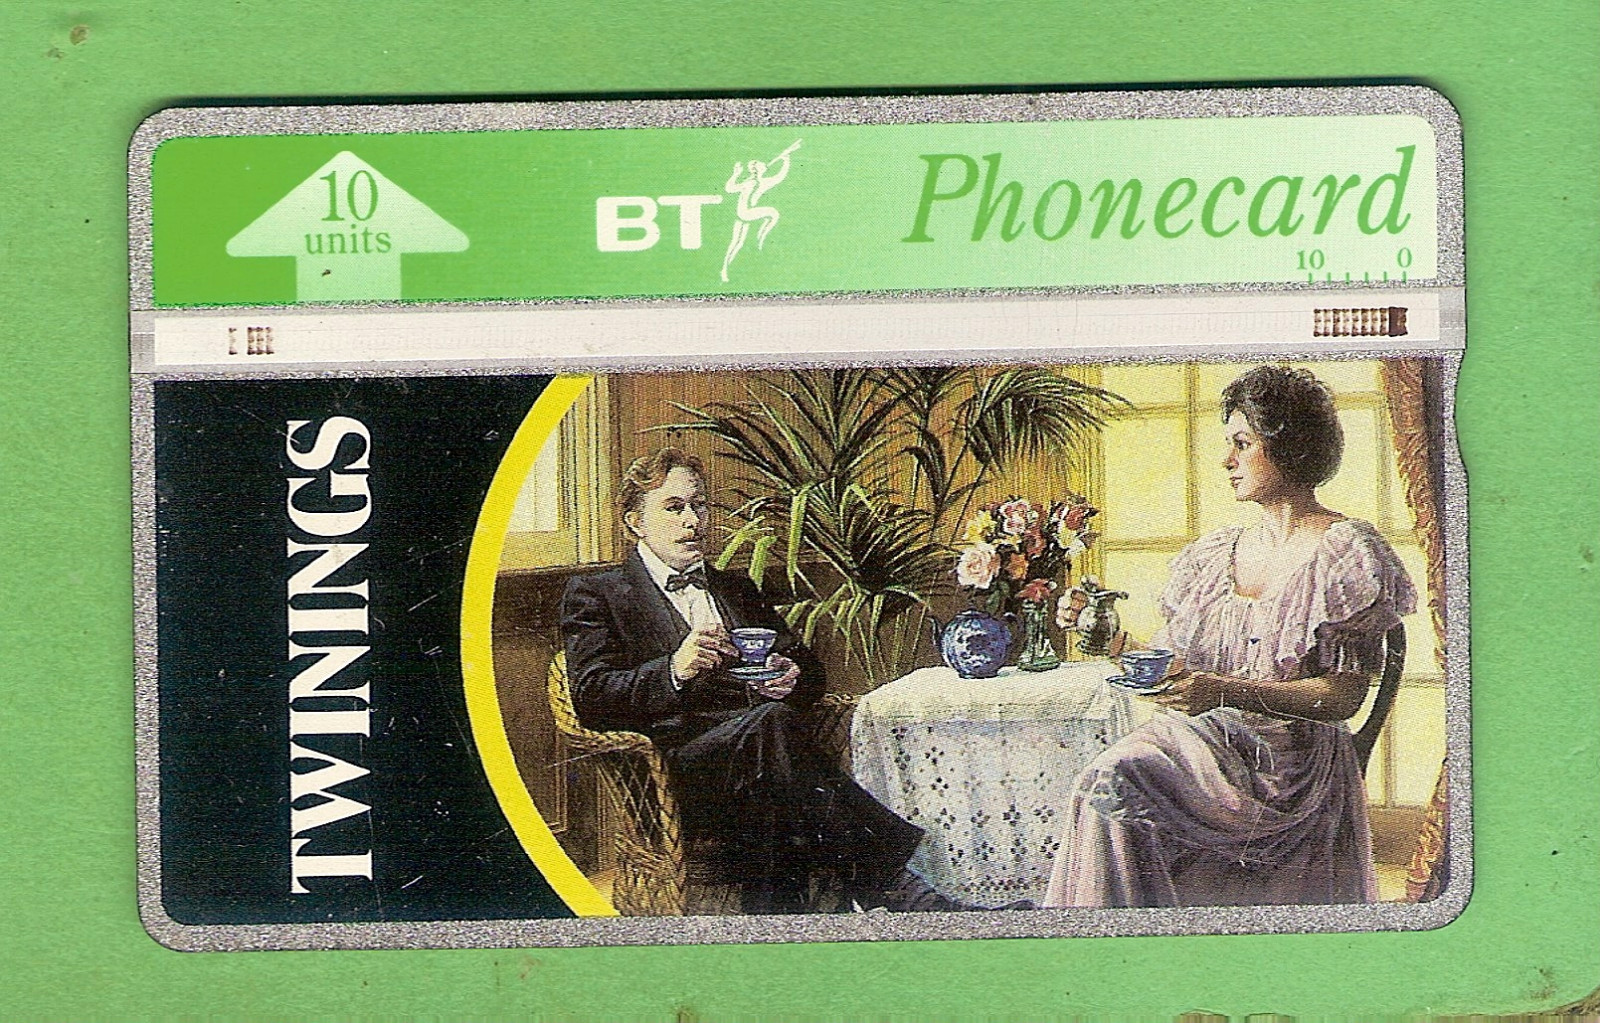 10
units
BT
Phonecard
10 0
TWININGS